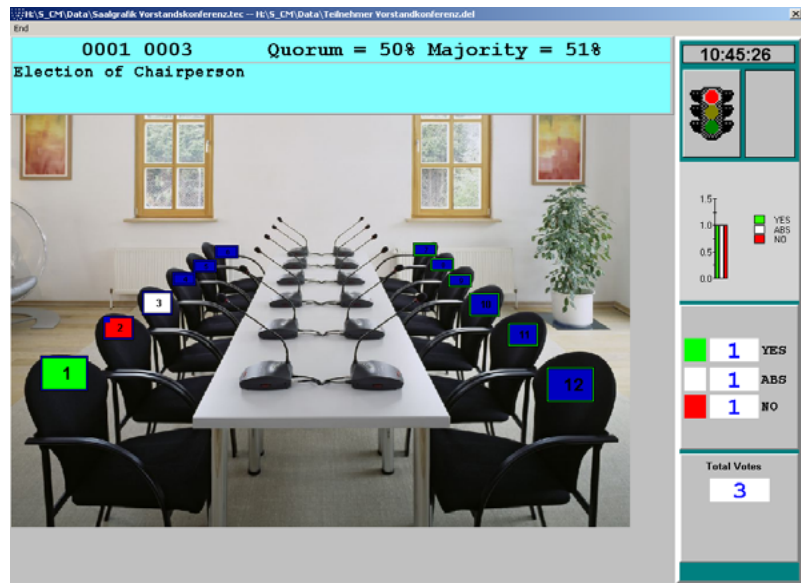 H:\S_CM\Data\Saalgrafik Vorstandskonferenz.tec -- H:\S_CM\Data\Teilnehmer Vorstandkonferenz.del
End
0001 0003 Quorum = 50% Majority = 51%
Election of Chairperson
10:45:26
1.5
1.0
0.5
0.0
YES
ABS
NO
3
2
1
10
11
12
1 YES
1 ABS
1 NO
Total Votes
3